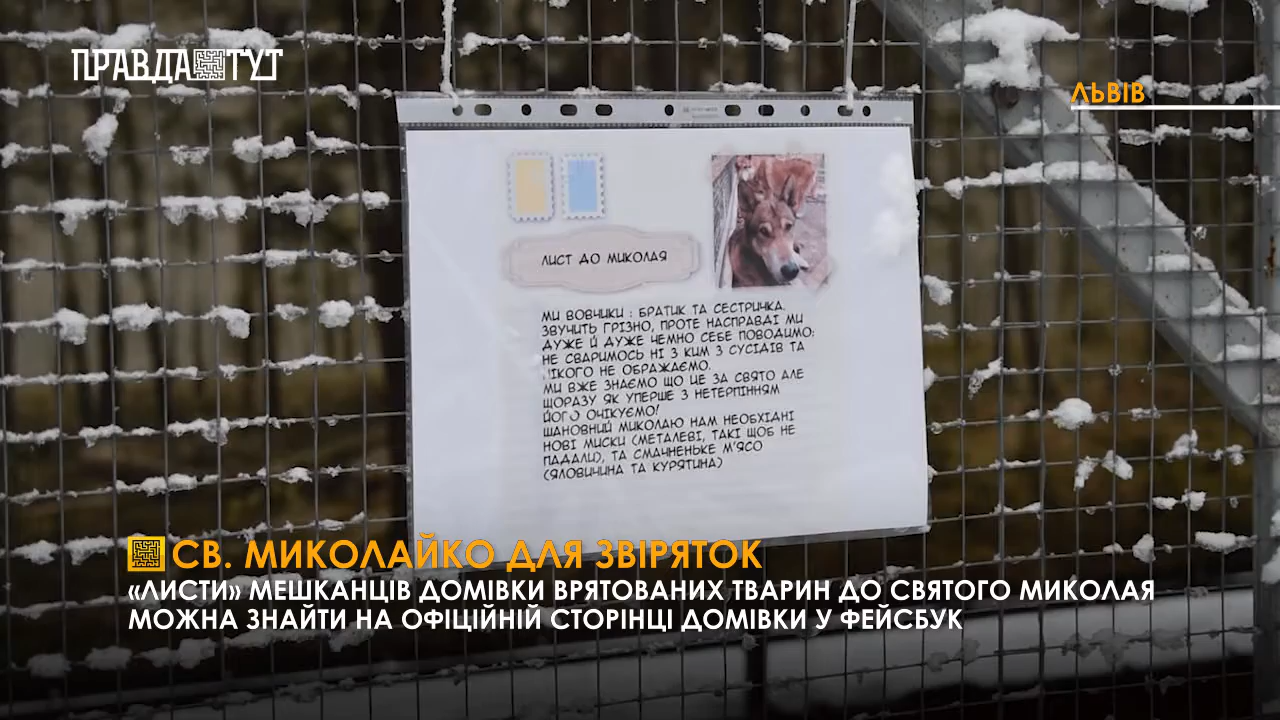 ПРАВДА ТУТ
ЛЬВІВ
ЛИСТ ДО МИКОЛАЯ
МИ ВОВЧИКИ : БРАТИК ТА СЕСТРИЧКА.
ЗВУЧИТЬ ГРІЗНО, ПРОТЕ НАСПРАВДІ МИ
ДУЖЕ Й ДУЖЕ ЧЕМНО СЕБЕ ПОВОДИМО:
НЕ СВАРИМОСЬ НІ З КИМ З СУСІДІВ ТА
НІКОГО НЕ ОБРАЖАЄМО.
МИ ВЖЕ ЗНАЄМО ЩО ЦЕ ЗА СВЯТО АЛЕ
ЩОРАЗУ ЯК УПЕРШЕ З НЕТЕРПІННЯМ
ЙОГО ОЧІКУЄМО!
ШАНОВНИЙ МИКОЛАЮ НАМ НЕОБХІДНІ
НОВІ МИСКИ (МЕТАЛЕВІ, ТАКІ ЩОБ НЕ
ПАДАЛИ), ТА СМАЧНЕНЬКЕ М'ЯСО
(ЯЛОВИЧИНА ТА КУРЯТИНА)
СВ. МИКОЛАЙКО ДЛЯ ЗВІРЯТОК
«ЛИСТИ» МЕШКАНЦІВ ДОМІВКИ ВРЯТОВАНИХ ТВАРИН ДО СВЯТОГО МИКОЛАЯ
МОЖНА ЗНАЙТИ НА ОФІЦІЙНІЙ СТОРІНЦІ ДОМІВКИ У ФЕЙСБУК